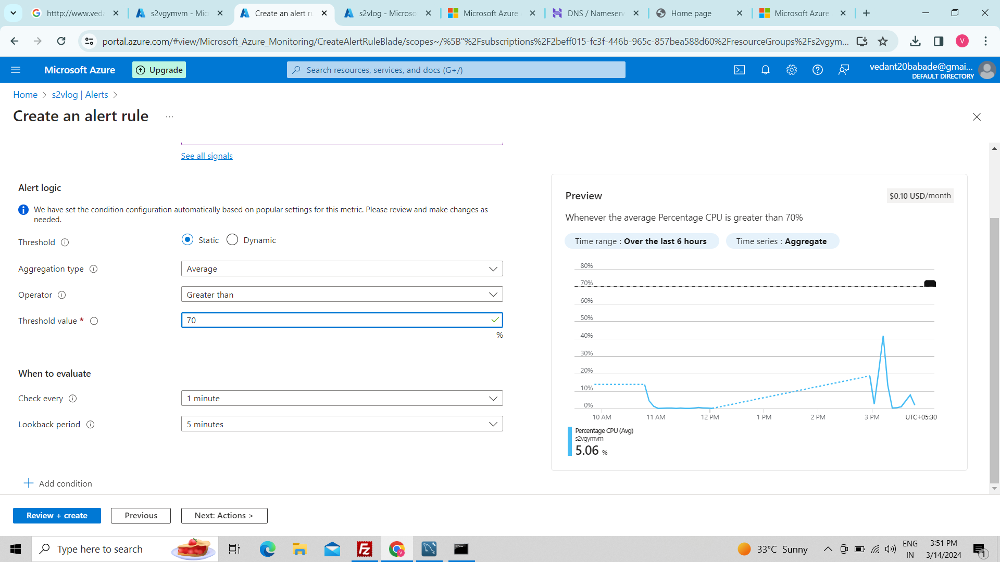 htttp://www.veda
s2vgymvm - Mic
Create an alert ru
s2vlog - Microso
Microsoft Azure
DNS / Nameserv
Home page
Microsoft Azure
portal.azure.com/#view/Microsoft_Azure_Monitoring/CreateAlertRuleBlade/scopes~/%5B"%2Fsubscriptions%2F2beff015-fc3f-446b-965c-857bea588d60%2FresourceGroups%2Fs2vgym...
V
Microsoft Azure
Upgrade
Search resources, services, and docs (G+/)
vedant20babade@gmai...
DEFAULT DIRECTORY
Home > s2vlog | Alerts >
Create an alert rule ...
See all signals
Alert logic
We have set the condition configuration automatically based on popular settings for this metric. Please review and make changes as
needed.
Threshold
Static
Dynamic
Aggregation type
Average
Operator
Greater than
Threshold value *
70
%
When to evaluate
Check every
1 minute
Lookback period
5 minutes
Add condition
Preview
$0.10 USD/month
Whenever the average Percentage CPU is greater than 70%
Time range : Over the last 6 hours
Time series : Aggregate
80%
70%
60%
50%
40%
30%
20%
10%
0%
10 AM 11 AM 12 PM 1 PM 2 PM 3 PM UTC+05:30
Percentage CPU (Avg)
s2vgymvm
5.06 %
Review + create
Previous
Next: Actions >
Type here to search
33°C Sunny
ENG
IN
3:51 PM
3/14/2024
1